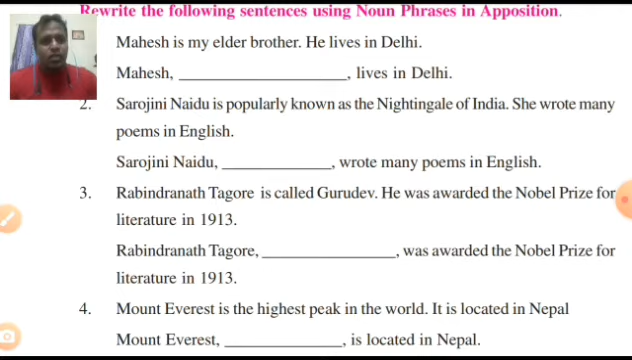 Rewrite the following sentences using Noun Phrases in Apposition.
Mahesh is my elder brother. He lives in Delhi.
Mahesh, ____________________, lives in Delhi.
2. Sarojini Naidu is popularly known as the Nightingale of India. She wrote many
poems in English.
Sarojini Naidu, _____________, wrote many poems in English.
3. Rabindranath Tagore is called Gurudev. He was awarded the Nobel Prize for
literature in 1913.
Rabindranath Tagore, ________________, was awarded the Nobel Prize for
literature in 1913.
4. Mount Everest is the highest peak in the world. It is located in Nepal
Mount Everest, ______________, is located in Nepal.